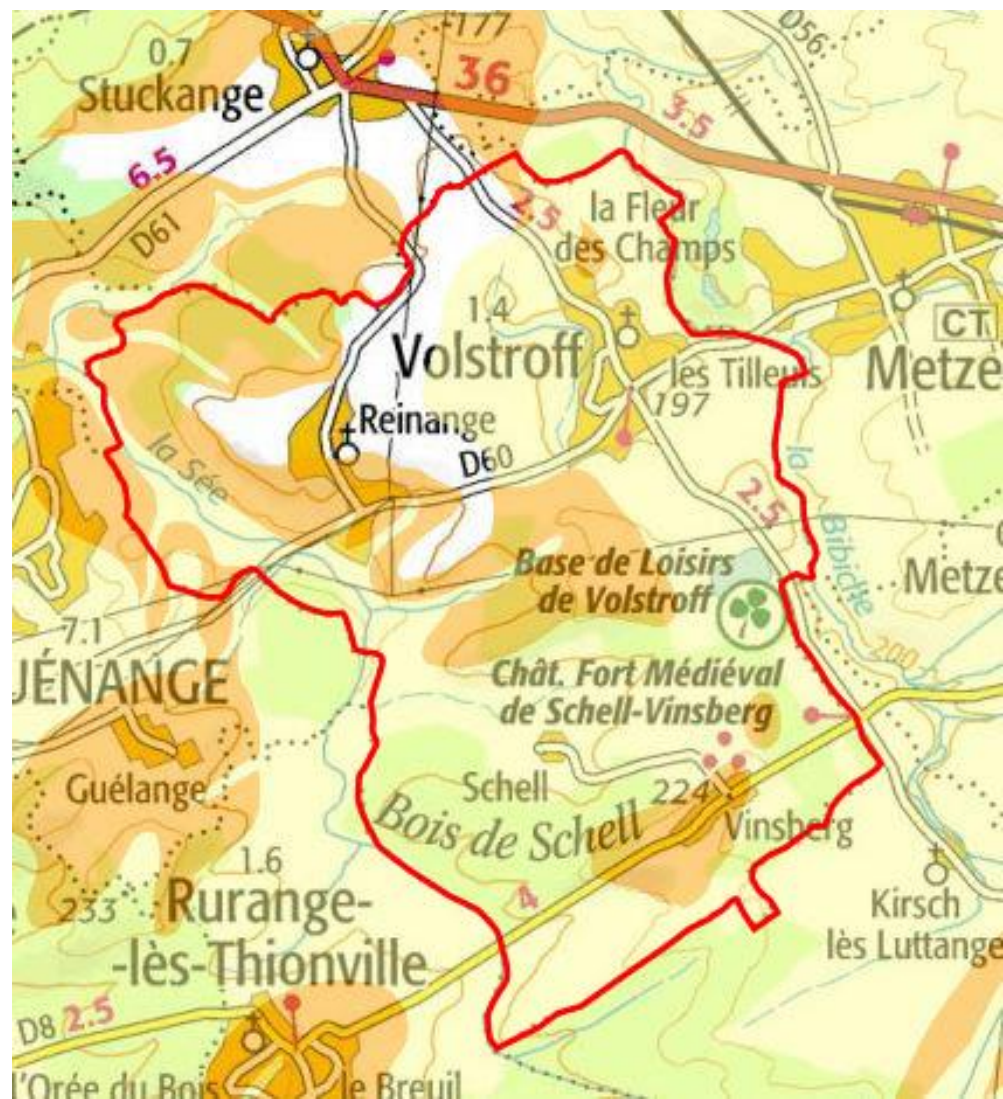 177
D56
0.7
Stuckange
36
3.5
6.5
2.5
la Fleur
des Champs
D61
1.4
Volstroff
CT
les Tilleuls
Metze
197
Reinange
D60
la Sée
la Bibiche
2.5
Base de Loisirs
de Volstroff
Metze
7.1
200
UÉNANGE
Chât. Fort Médiéval
de Schell-Vinsberg
Guélange
Schell
224
Bois de Schell
Vinsberg
1.6
4
233
Rurange-
-lès-Thionville
Kirsch
lès Luttange
D8 2.5
l'Orée du Bois
le Breuil